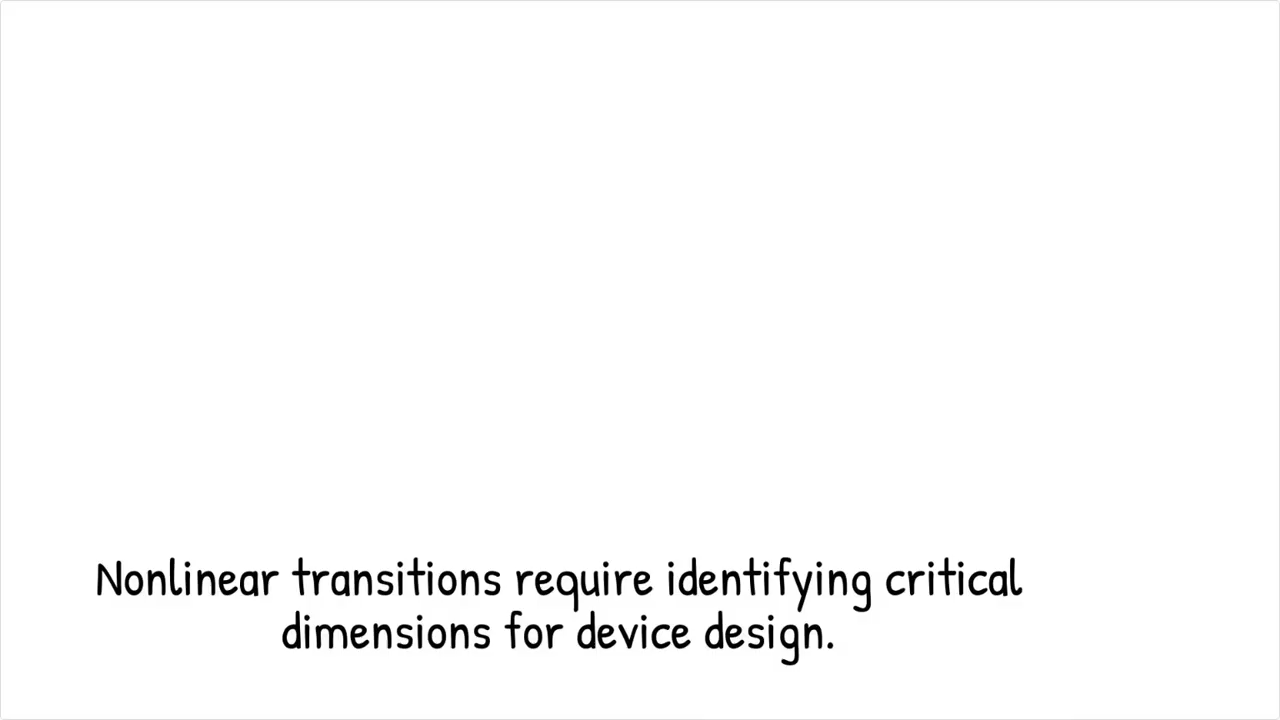 Nonlinear transitions require identifying critical
dimensions for device design.